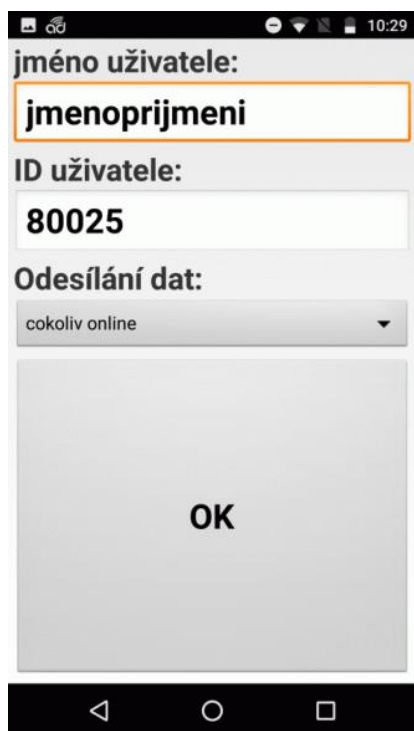 10:29
jméno uživatele:
jmenoprijmeni
ID uživatele:
80025
Odesílání dat:
cokoliv online
OK